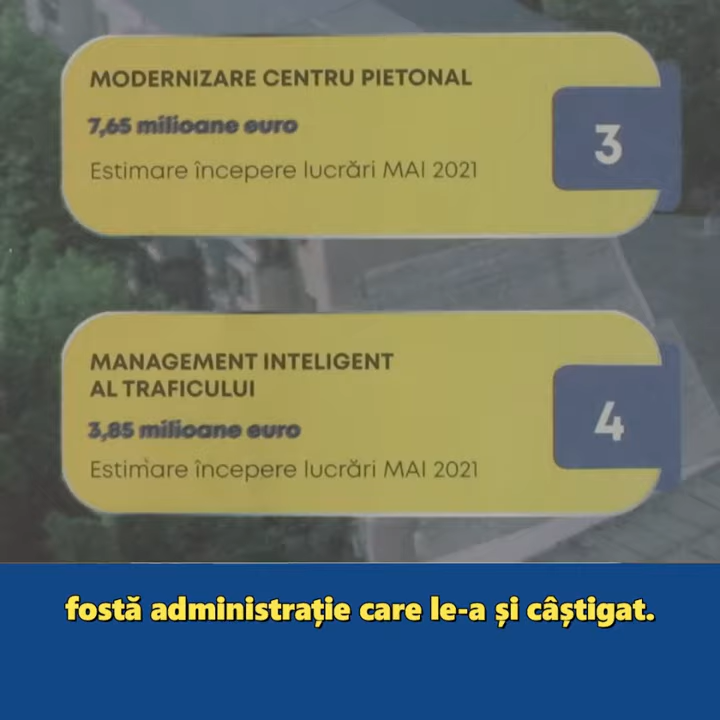 MODERNIZARE CENTRU PIETONAL
7,65 milioane euro
Estimare începere lucrări MAI 2021
3
MANAGEMENT INTELIGENT
AL TRAFICULUI
3,85 milioane euro
Estimare începere lucrări MAI 2021
4
fostă administrație care le-a și câștigat.